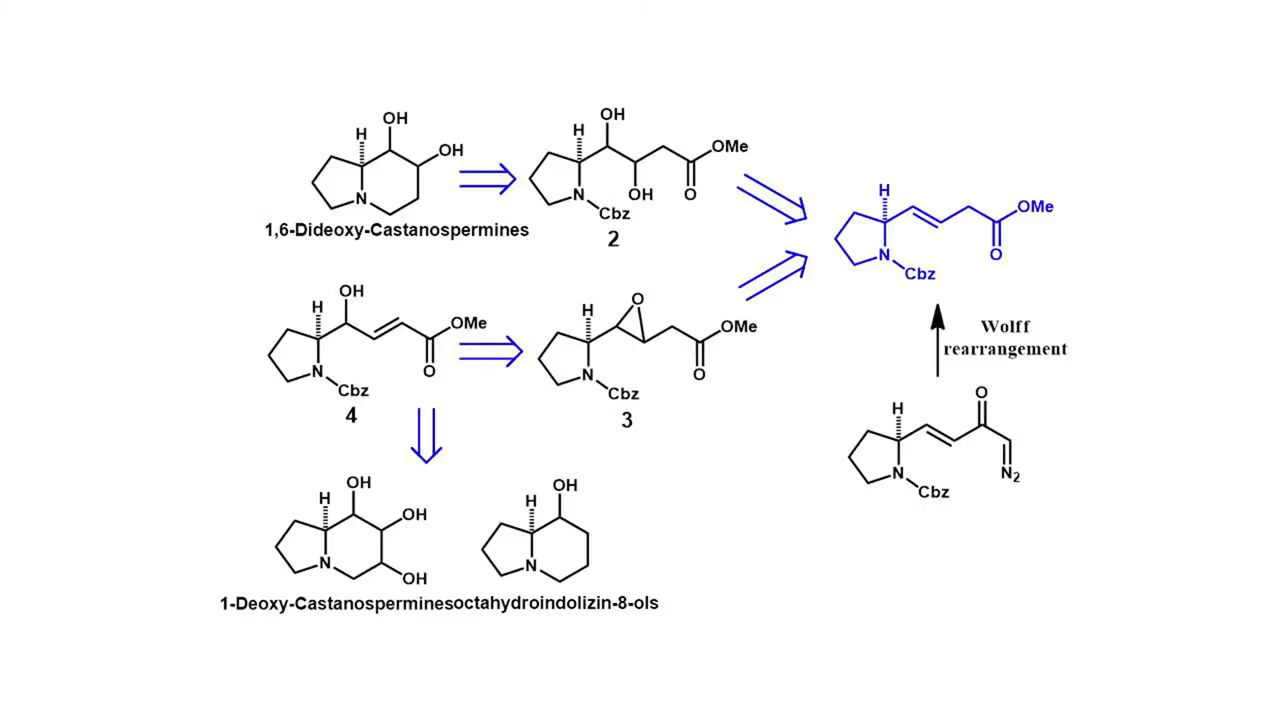 OH
H
OH
N
1,6-Dideoxy-Castanospermines
OH
H
OMe
N
OH
O
Cbz
2
H
OMe
N
O
Cbz
OH
H
OMe
N
O
Cbz
4
O
H
OMe
N
O
Cbz
3
Wolff
rearrangement
O
H
N
N2
Cbz
OH
H
OH
N
OH
1-Deoxy-Castanospermines
OH
H
N
octahydroindolizin-8-ols